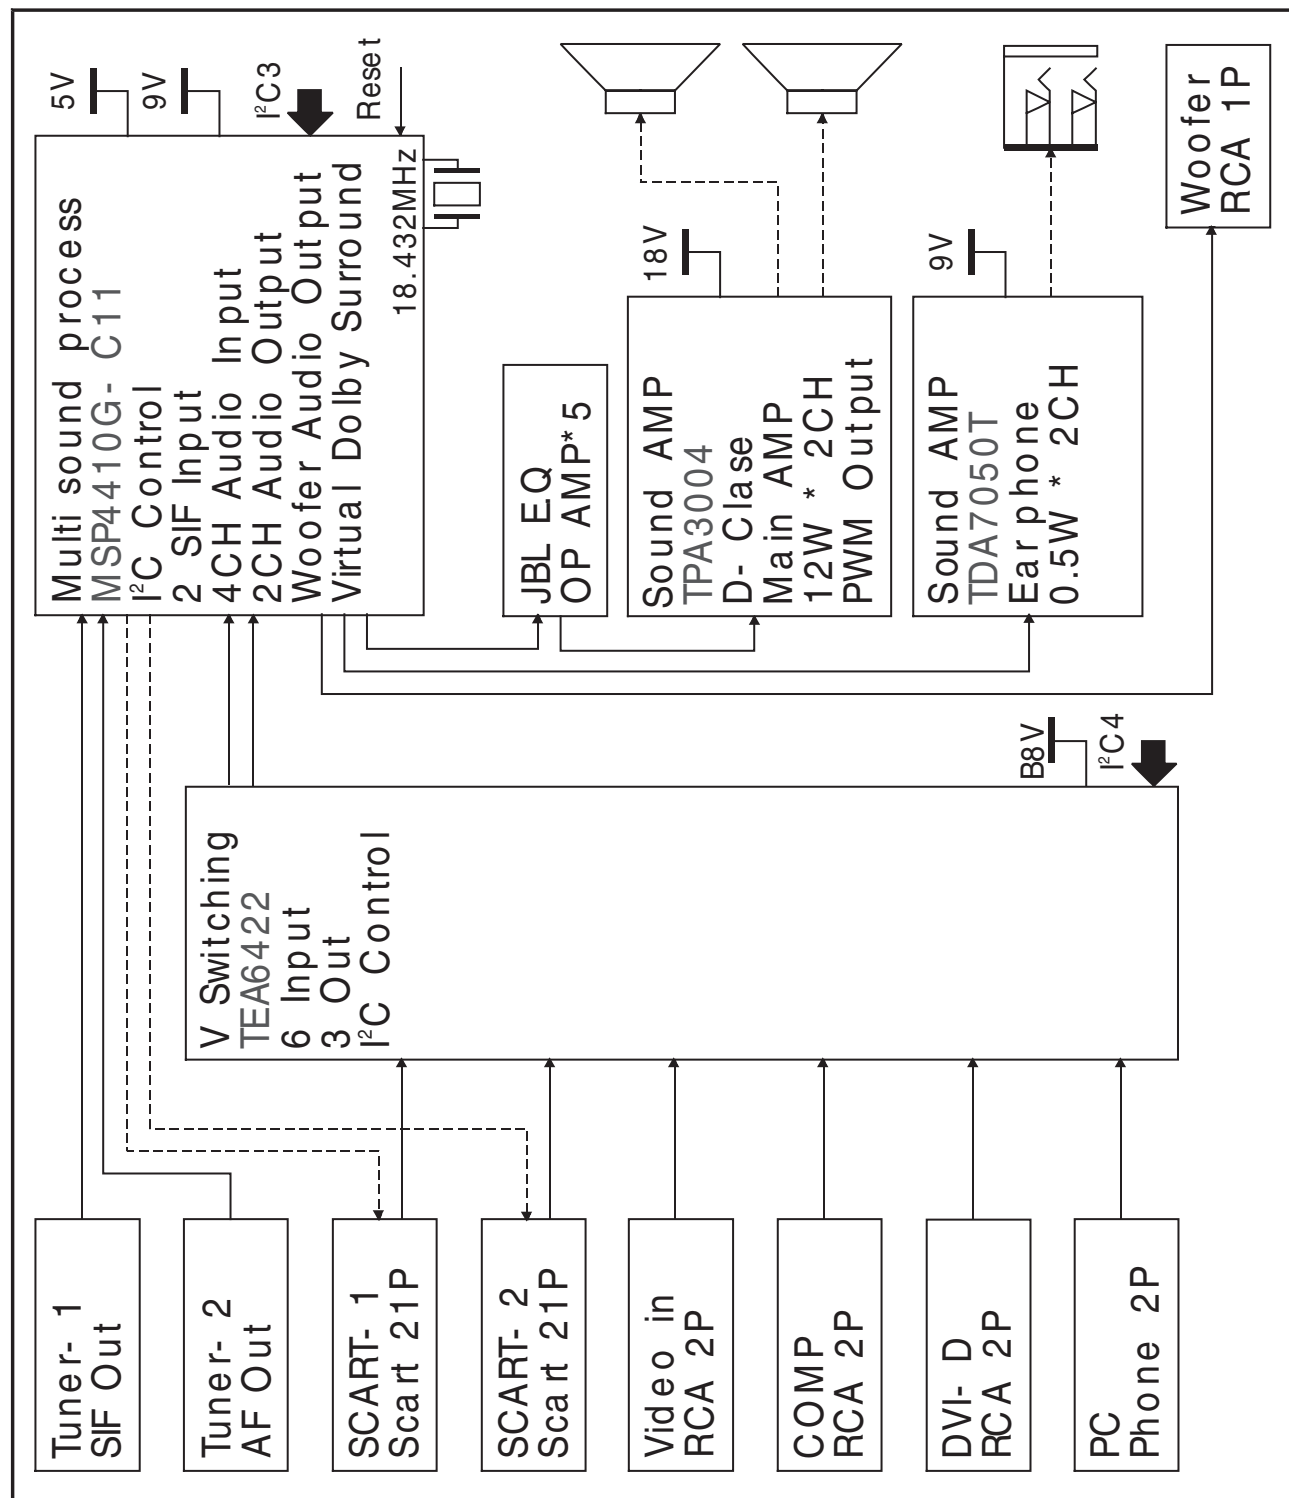 Tuner- 1
SIF Out
Tuner- 2
AF Out
SCART- 1
Scart 21P
SCART- 2
Scart 21P
Video in
RCA 2P
COMP
RCA 2P
DVI- D
RCA 2P
PC
Phone 2P
V Switching
TEA6422
6 Input
3 Out
I²C Control
B8V
I²C4
Multi sound process
MSP4410G- C11
I²C Control
2 SIF Input
4CH Audio Input
2CH Audio Output
Woofer Audio Output
Virtual Dolby Surround
5V
9V
I²C3
Reset
18.432MHz
JBL EQ
OP AMP*5
Sound AMP
TPA3004
D- Clase
Main AMP
12W * 2CH
PWM Output
18V
Sound AMP
TDA7050T
Ear phone
0.5W* 2CH
9V
Woofer
RCA 1P